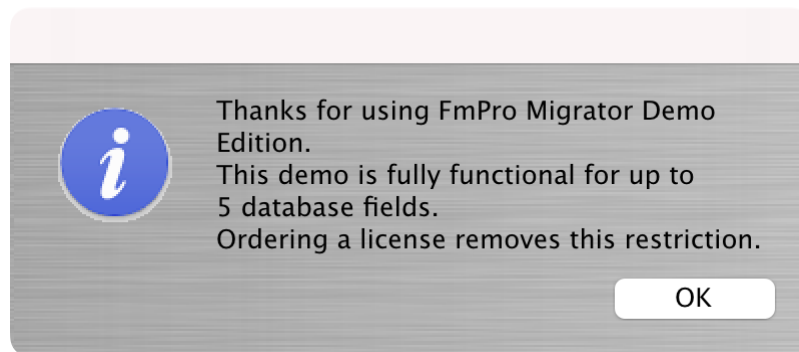 Thanks for using FmPro Migrator Demo
Edition.
This demo is fully functional for up to
5 database fields.
Ordering a license removes this restriction.
OK